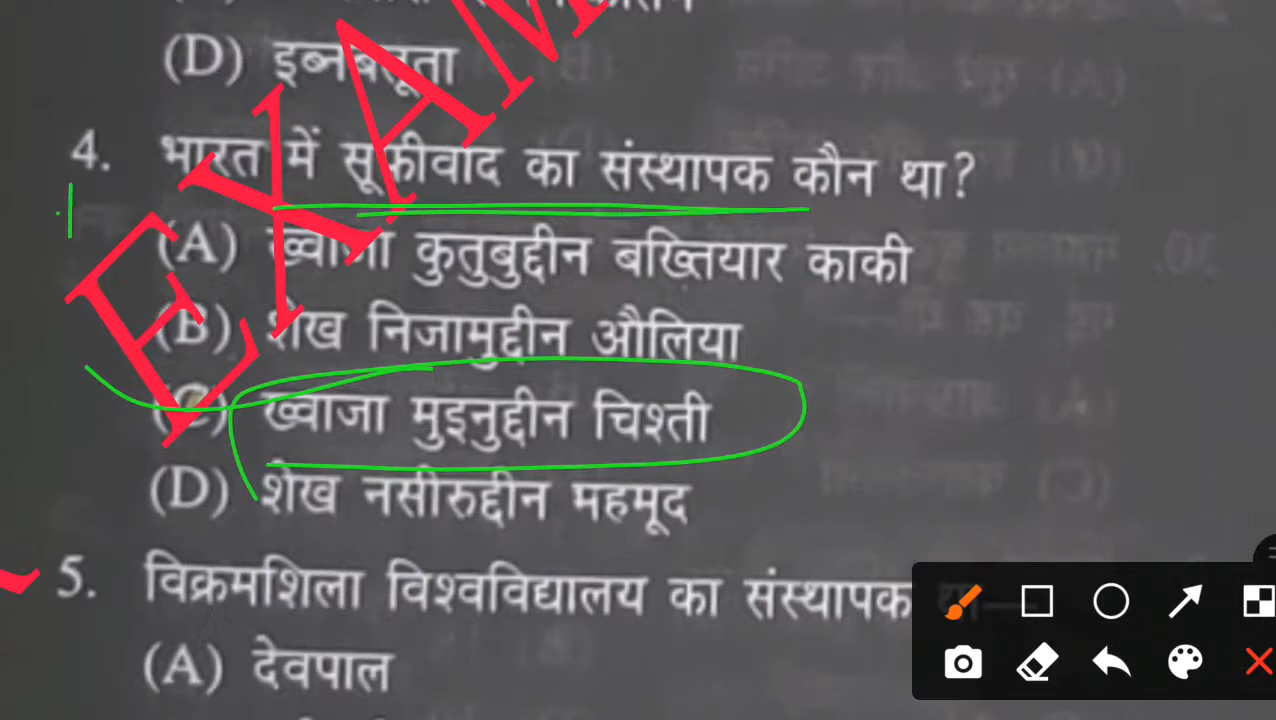 (D) इब्नबतूता
4. भारत में सूफीवाद का संस्थापक कौन था?
(A) ख्वाजा कुतुबुद्दीन बख्तियार काकी
(B) शेख निजामुद्दीन औलिया
(C) ख्वाजा मुइनुद्दीन चिश्ती
(D) शेख नसीरुद्दीन महमूद
5. विक्रमशिला विश्वविद्यालय का संस्थापक
(A) देवपाल
EXAM